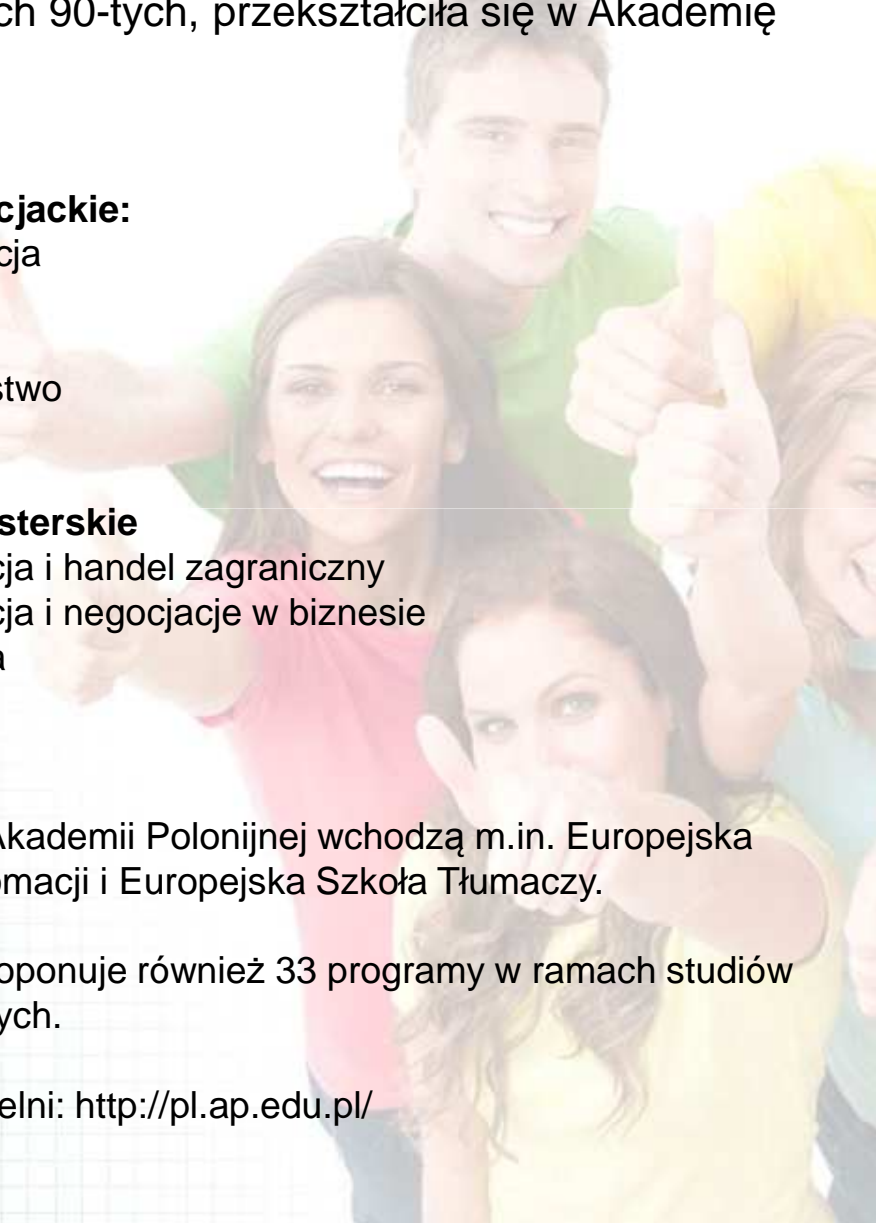 ch 90-tych, przekształciła się w Akademię
cjackie:
cja
stwo
sterskie
cja i handel zagraniczny
cja i negocjacje w biznesie
a
Akademii Polonijnej wchodzą m.in. Europejska
omacji i Europejska Szkoła Tłumaczy.
oponuje również 33 programy w ramach studiów
ych.
elni: http://pl.ap.edu.pl/